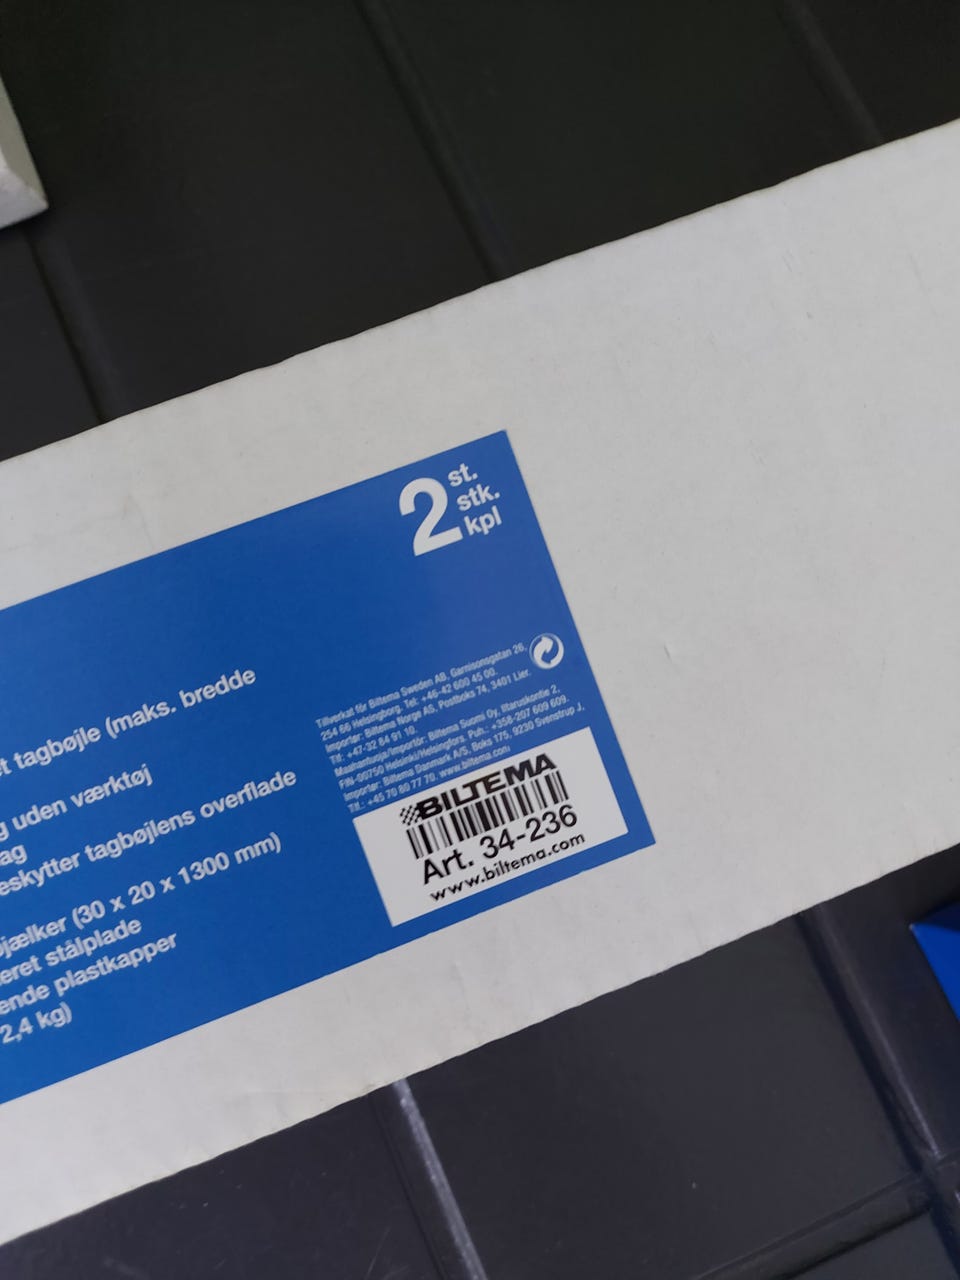 2 st.
stk.
kpl
t tagbøjle (maks. bredde
g uden værktøj
ag
eskytter tagbøjlens overflade
bjælker (30 x 20 x 1300 mm)
eret stålplade
ende plastkapper
2,4 kg)
Tillverkat för Biltema Sweden AB, Garnisonsgatan 26,
254 66 Helsingborg. Tel: +46-42 600 45 00.
Importør: Biltema Norge AS, Postboks 74, 3401 Lier.
Tlf: +47-32 84 91 10.
Maahantuoja/Importör: Biltema Suomi Oy, Iltaruskontie 2,
FIN-00750 Helsinki/Helsingfors. Puh.: +358-207 609 609.
Importør: Biltema Danmark A/S, Boks 175, 9230 Svenstrup J,
Tlf.: +45 70 80 77 70. www.biltema.com
BILTEMA
Art. 34-236
www.biltema.com